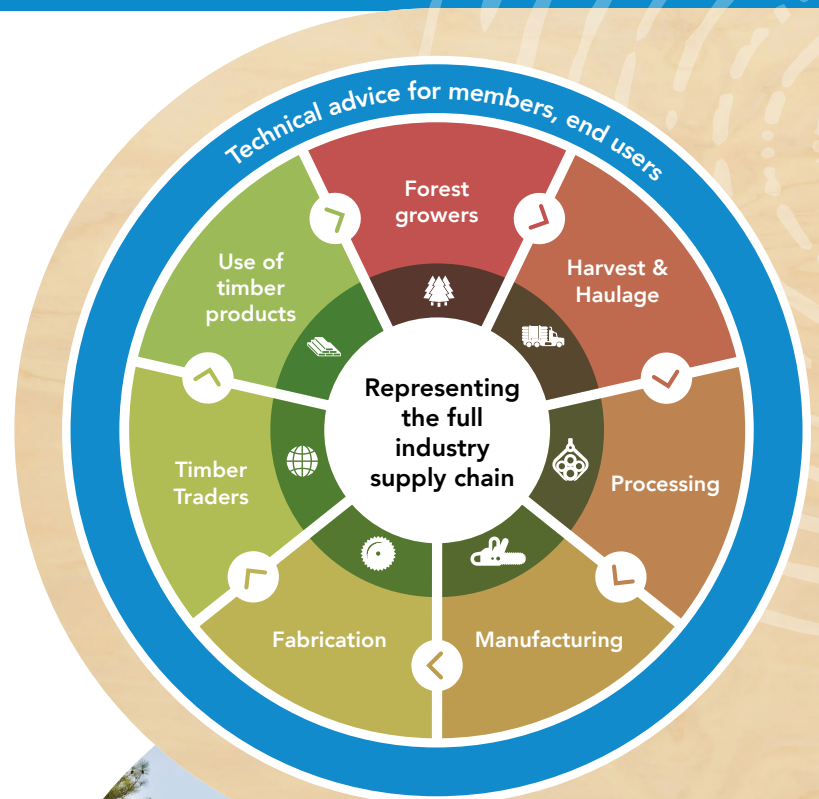 Technical advice for members, end users
Forest
growers
Harvest &
Haulage
Processing
Manufacturing
Fabrication
Timber
Traders
Use of
timber
products
Representing
the full
industry
supply chain